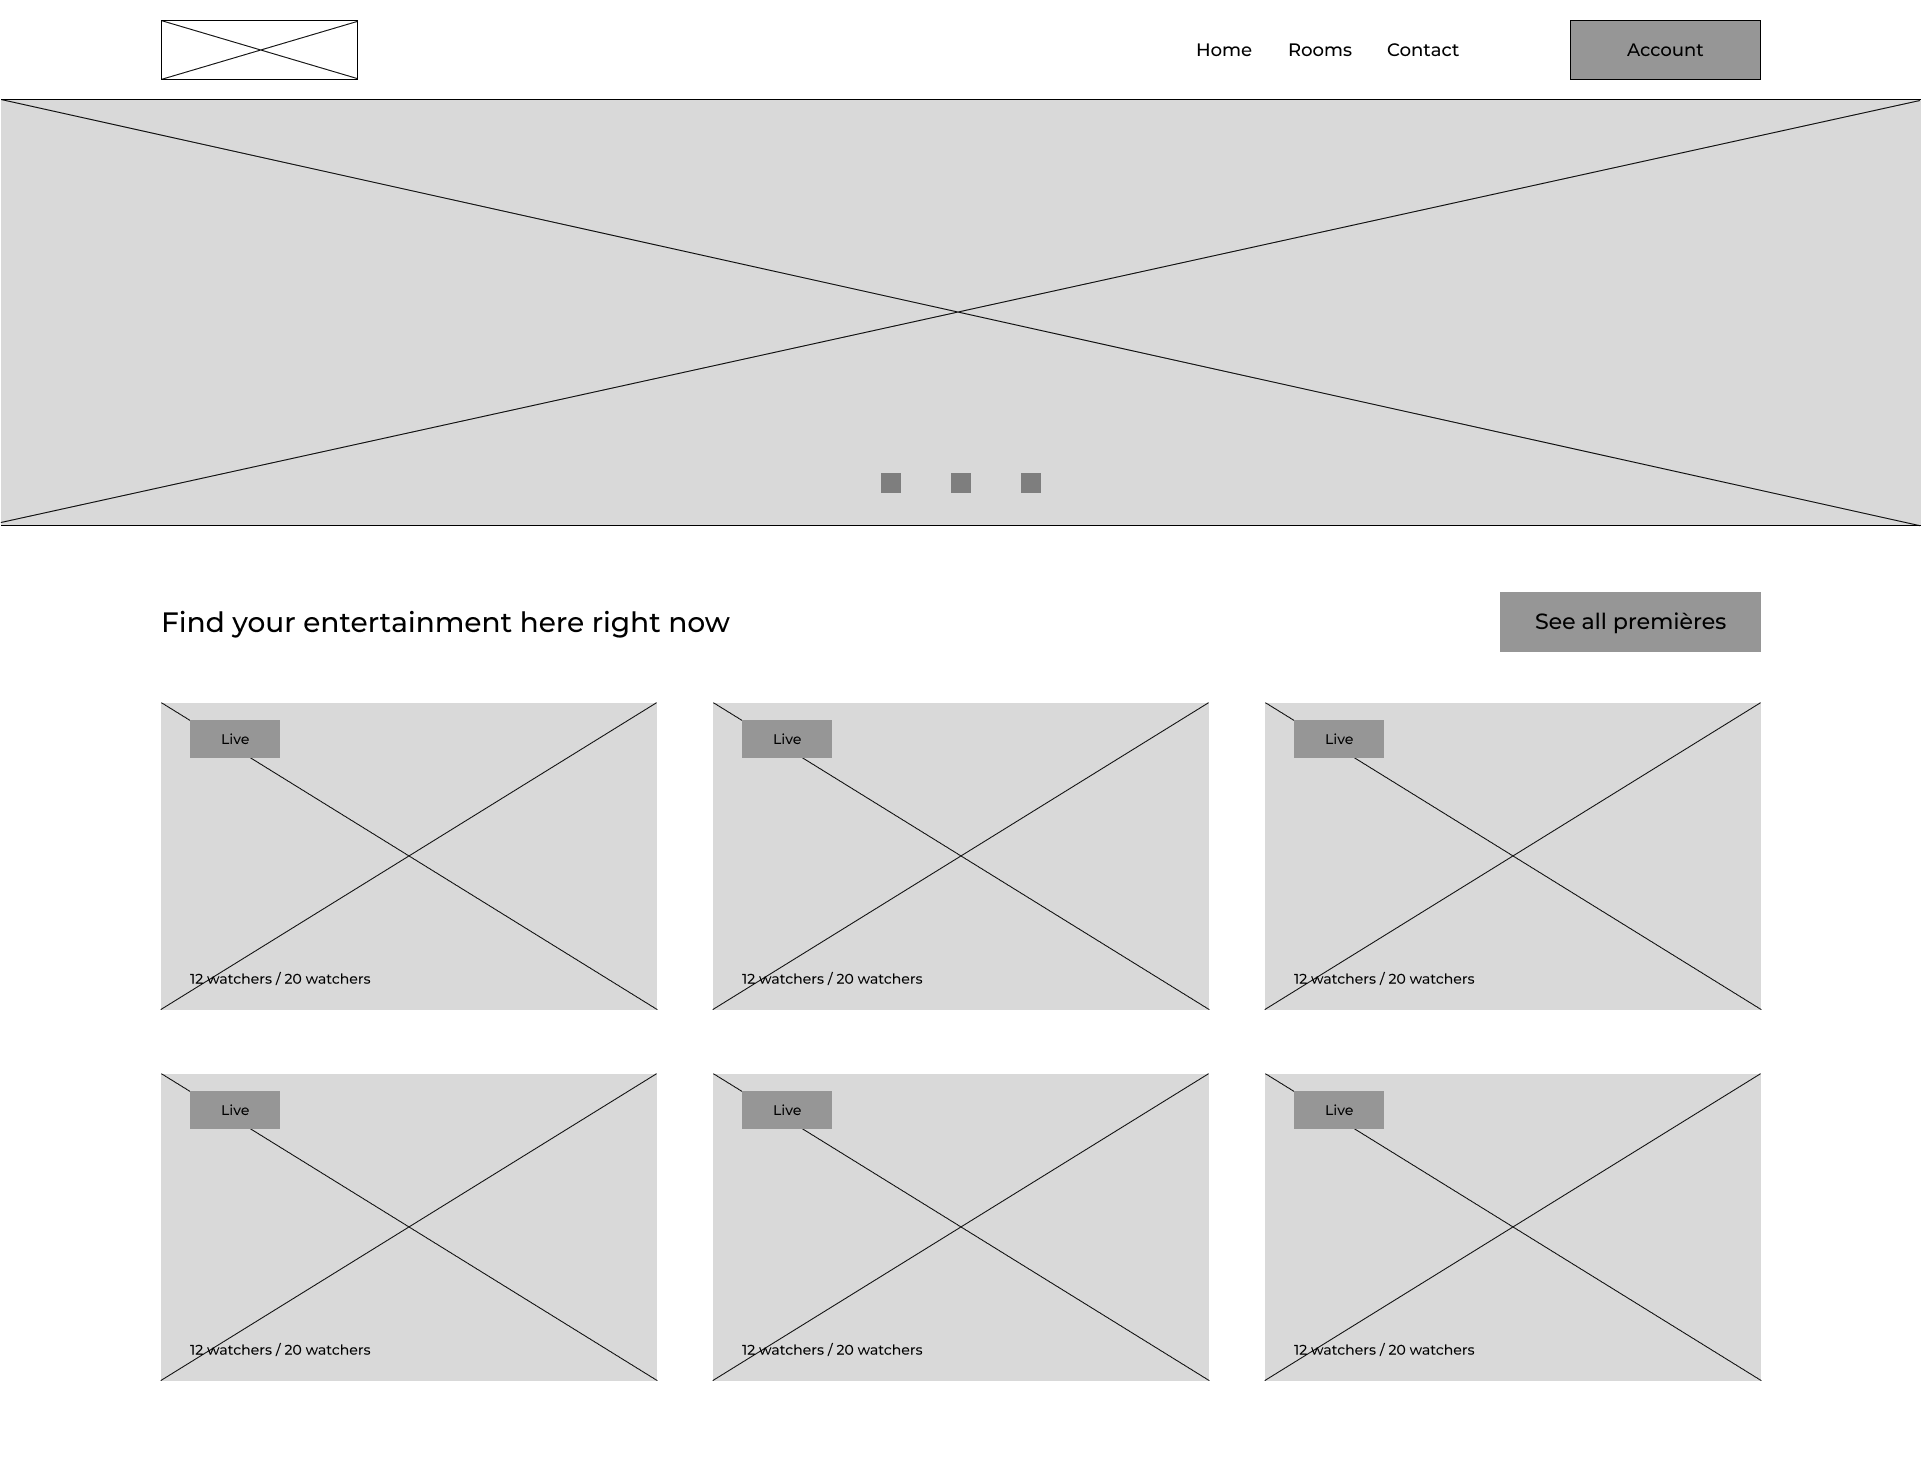 Home Rooms Contact Account
Find your entertainment here right now
See all premières
Live Live Live
12 watchers / 20 watchers 12 watchers / 20 watchers 12 watchers / 20 watchers
Live Live Live
12 watchers / 20 watchers 12 watchers / 20 watchers 12 watchers / 20 watchers